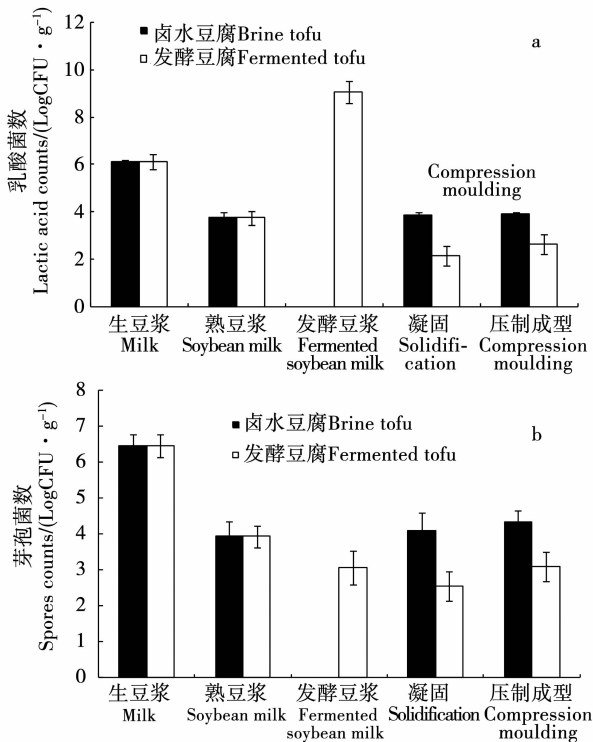 12
10
8
6
4
2
0
乳酸菌数
Lactic acid counts/(LogCFU·g⁻¹)
卤水豆腐Brine tofu
发酵豆腐Fermented tofu
a
Compression
moulding
生豆浆
Milk
熟豆浆
Soybean milk
发酵豆浆
Fermented
soybean milk
凝固
Solidifi-
cation
压制成型
Compression
moulding
8
7
6
5
4
3
2
1
0
芽孢菌数
Spores counts/(LogCFU·g⁻¹)
卤水豆腐Brine tofu
发酵豆腐Fermented tofu
b
生豆浆
Milk
熟豆浆
Soybean milk
发酵豆浆
Fermented
soybean milk
凝固
Solidification
压制成型
Compression
moulding